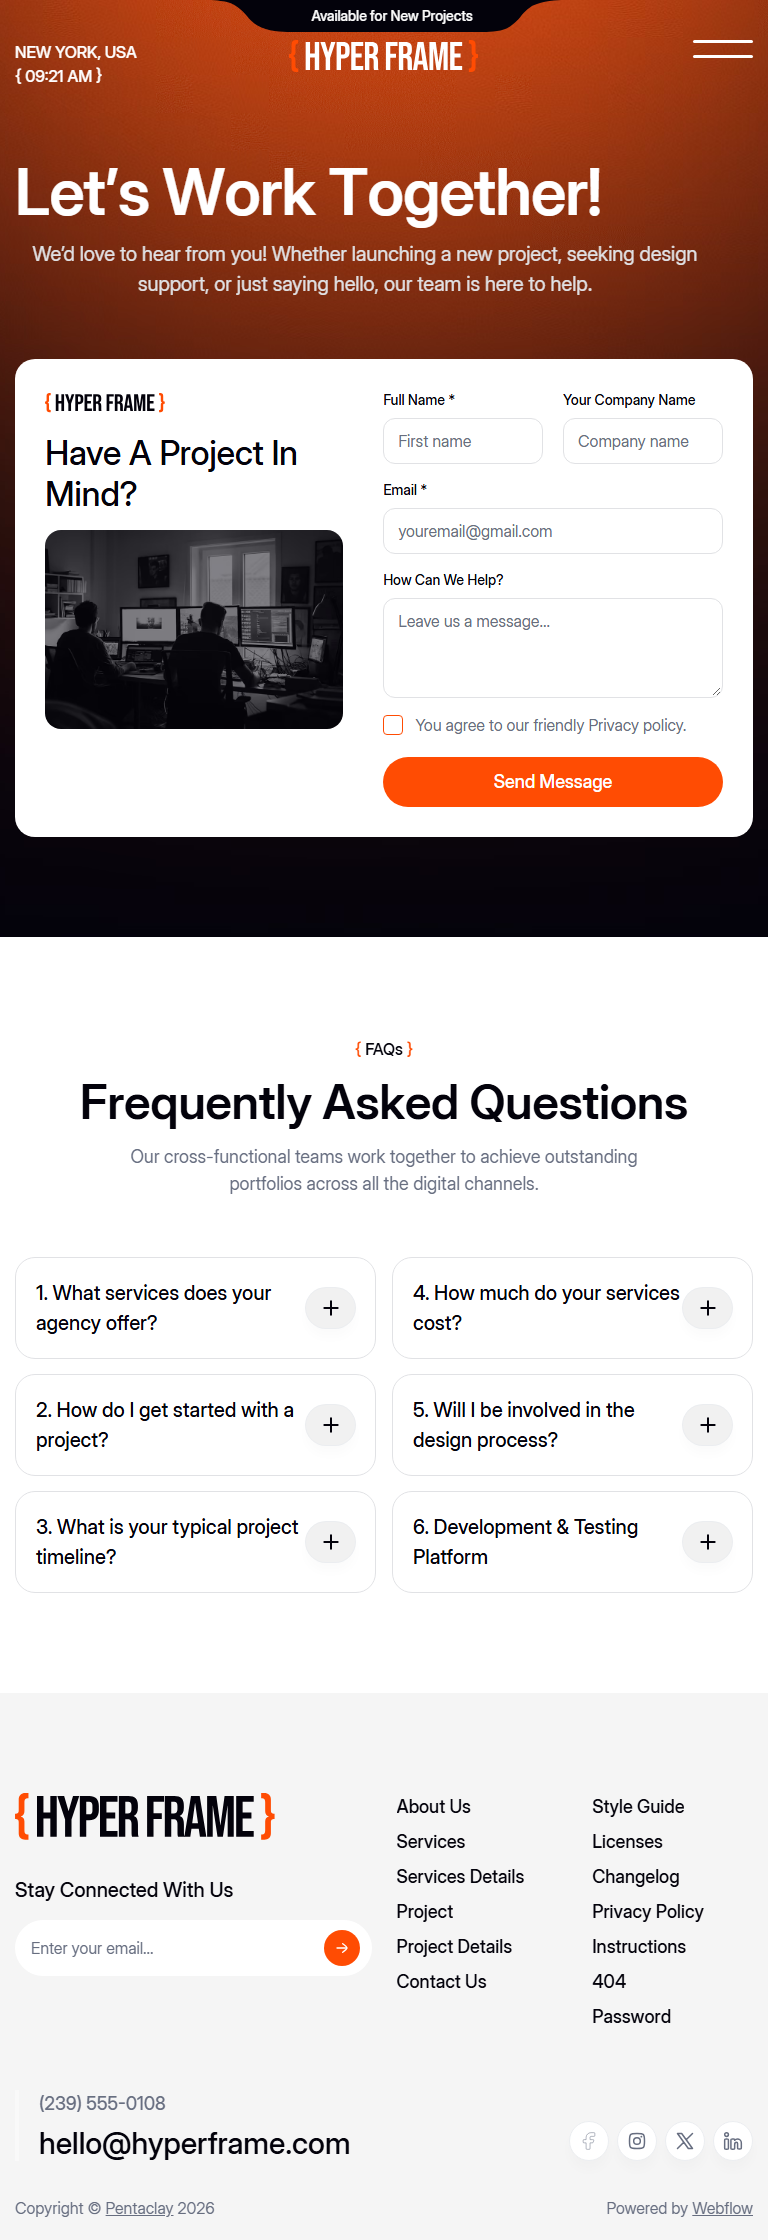 Available for New Projects
NEW YORK, USA
{ 09:21 AM }
{ HYPER FRAME }
Let's Work Together!
We'd love to hear from you! Whether launching a new project, seeking design
support, or just saying hello, our team is here to help.
{ HYPER FRAME }
Have A Project In
Mind?
Full Name *
Your Company Name
First name
Company name
Email *
youremail@gmail.com
How Can We Help?
Leave us a message...
You agree to our friendly Privacy policy.
Send Message
{ FAQs }
Frequently Asked Questions
Our cross-functional teams work together to achieve outstanding
portfolios across all the digital channels.
1. What services does your
agency offer?
2. How do I get started with a
project?
3. What is your typical project
timeline?
4. How much do your services
cost?
5. Will I be involved in the
design process?
6. Development & Testing
Platform
{ HYPER FRAME }
Stay Connected With Us
Enter your email...
About Us
Services
Services Details
Project
Project Details
Contact Us
Style Guide
Licenses
Changelog
Privacy Policy
Instructions
404
Password
(239) 555-0108
hello@hyperframe.com
Copyright © Pentaclay 2026
Powered by Webflow